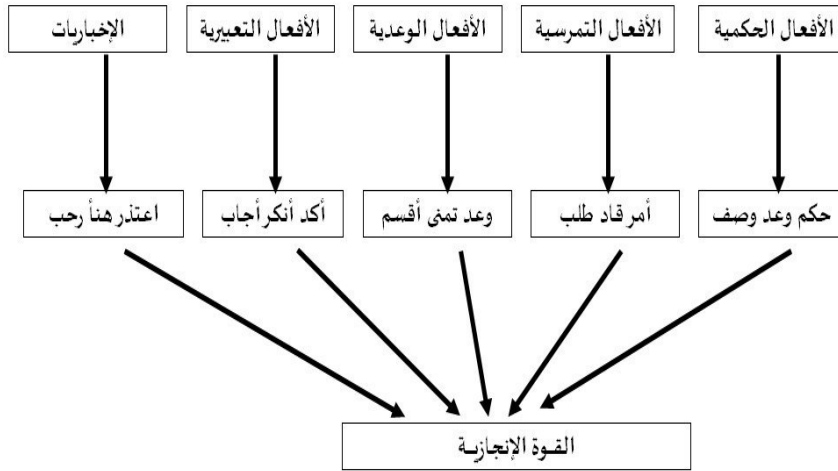 الأفعال الحكمية
الأفعال التمرسية
الأفعال الوعدية
الأفعال التعبيرية
الإخباريات
حكم وعد وصف
أمر قاد طلب
وعد تمنى أقسم
أكد أنكر أجاب
اعتذر هنأ رحب
القوة الإنجازية